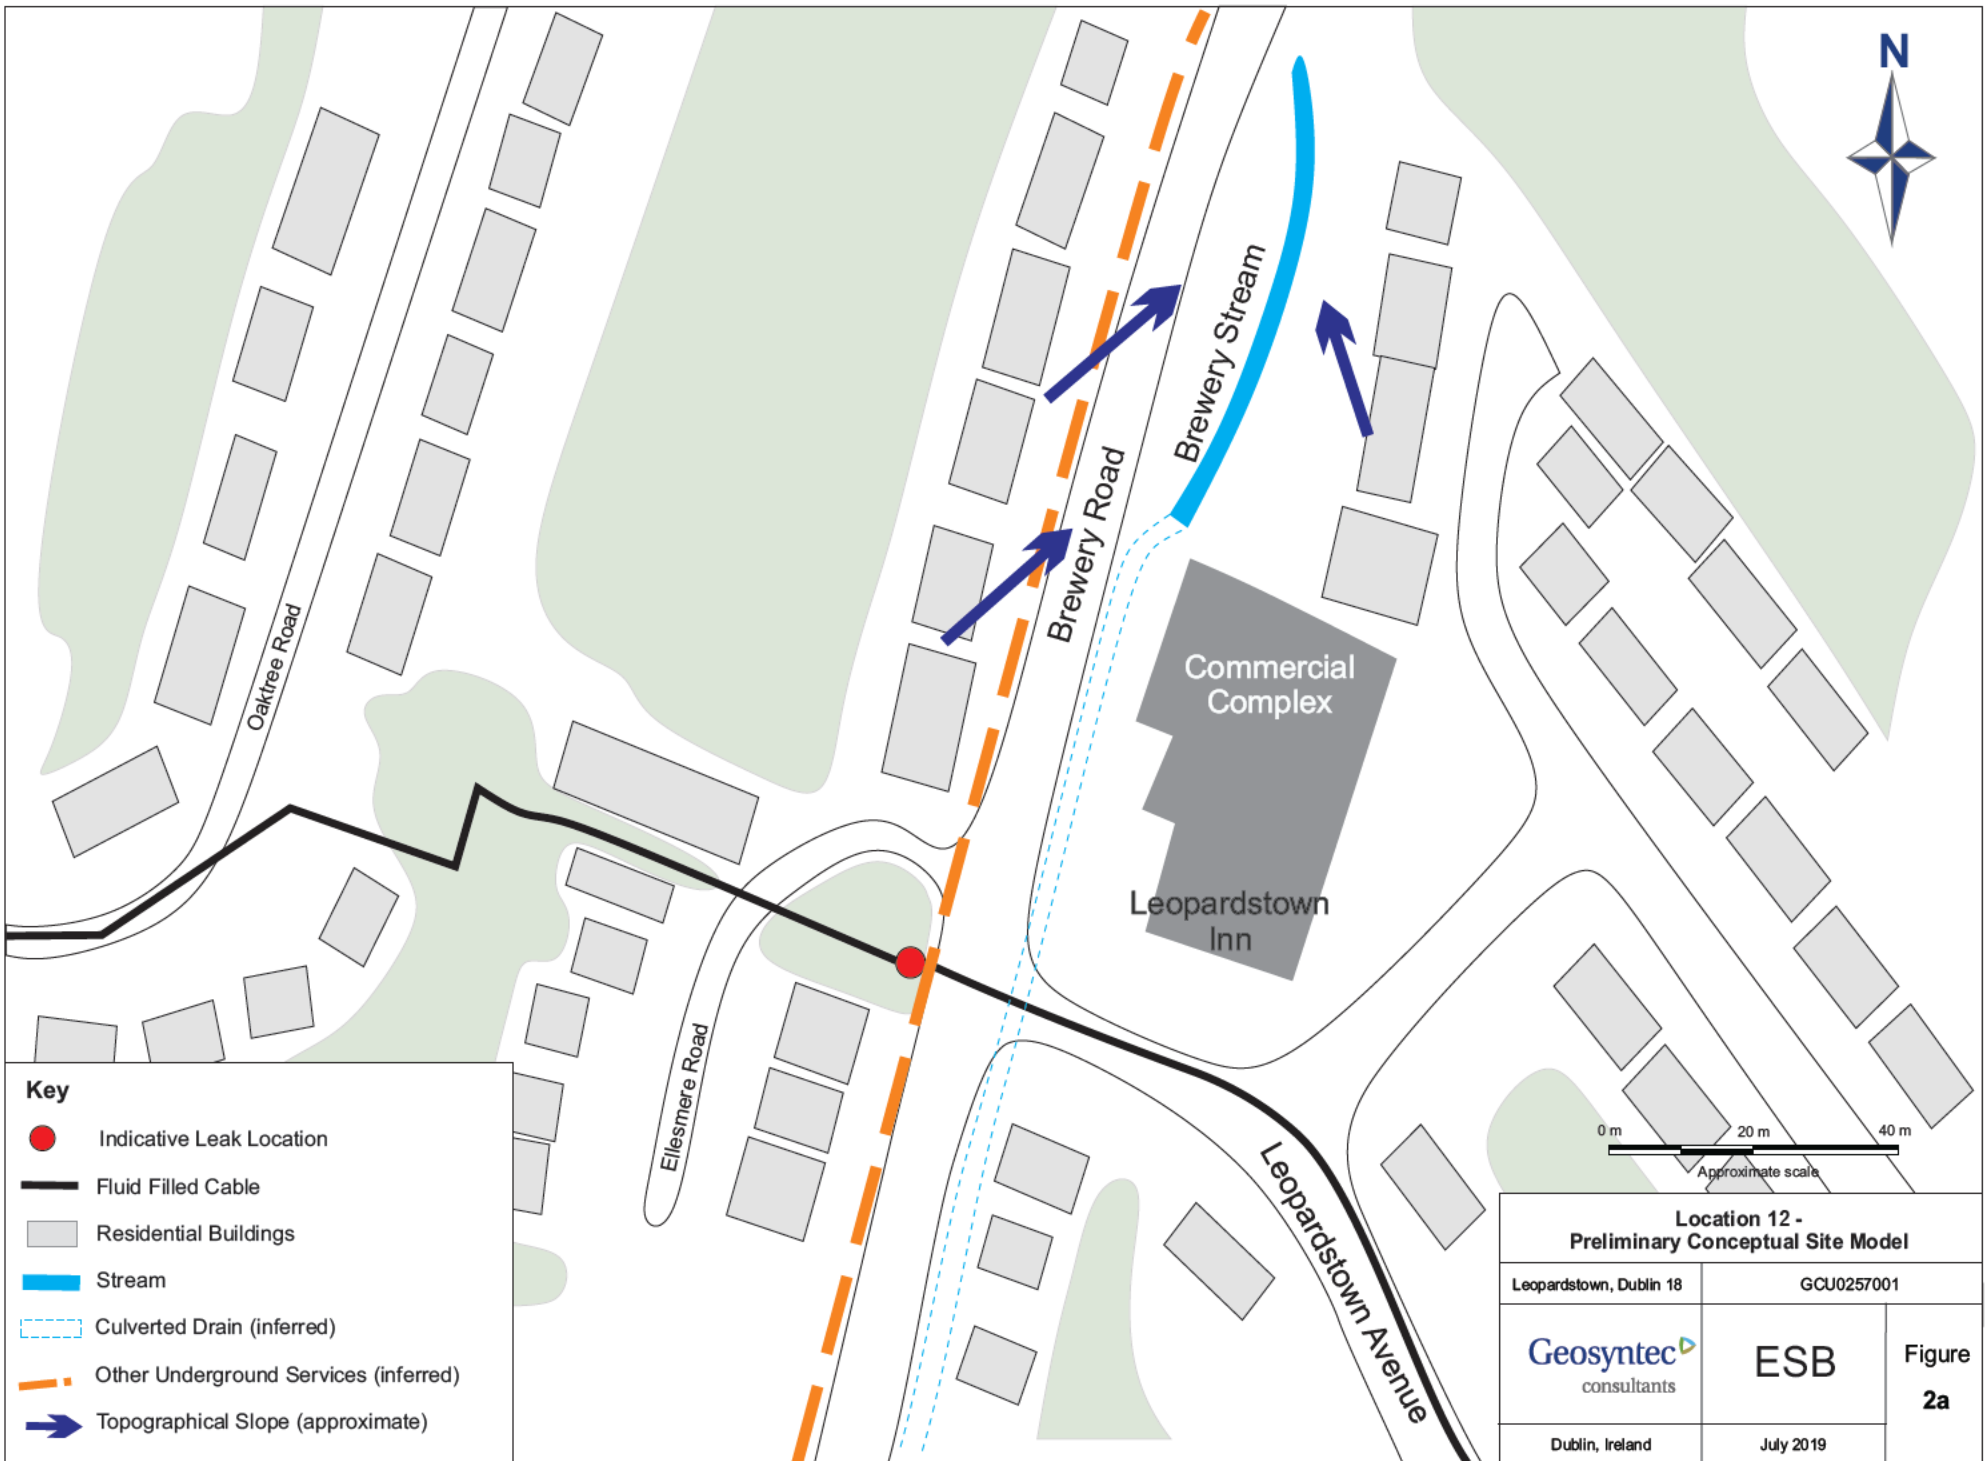 N
Brewery Stream
Brewery Road
Oaktree Road
Commercial
Complex
Leopardstown
Inn
Ellesmere Road
Leopardstown Avenue
Key
Indicative Leak Location
Fluid Filled Cable
Residential Buildings
Stream
Culverted Drain (inferred)
Other Underground Services (inferred)
Topographical Slope (approximate)
0 m
20 m
40 m
Approximate scale
Location 12 -
Preliminary Conceptual Site Model
Leopardstown, Dublin 18
GCU0257001
Geosyntec
consultants
ESB
Figure
2a
Dublin, Ireland
July 2019